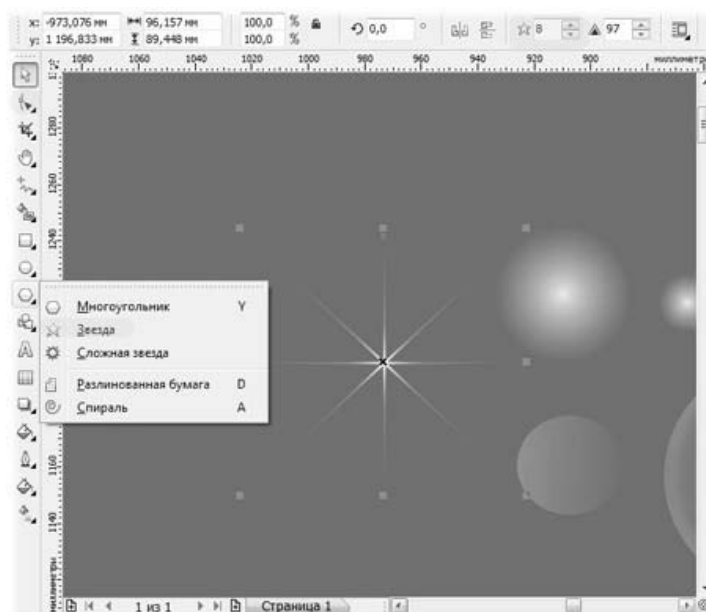 x: -973,076 мм 96,157 мм 100,0 % 0,0 ° 8 97
y: 1 196,833 мм 89,448 мм 100,0 %
1080 1060 1040 1020 1000 980 960 940 920 900 миллиметр
1280
1260
1240
Многоугольник Y
Звезда
Сложная звезда
Разлинованная бумага D
Спираль A
1160
1140
миллиметры
1 из 1 Страница 1